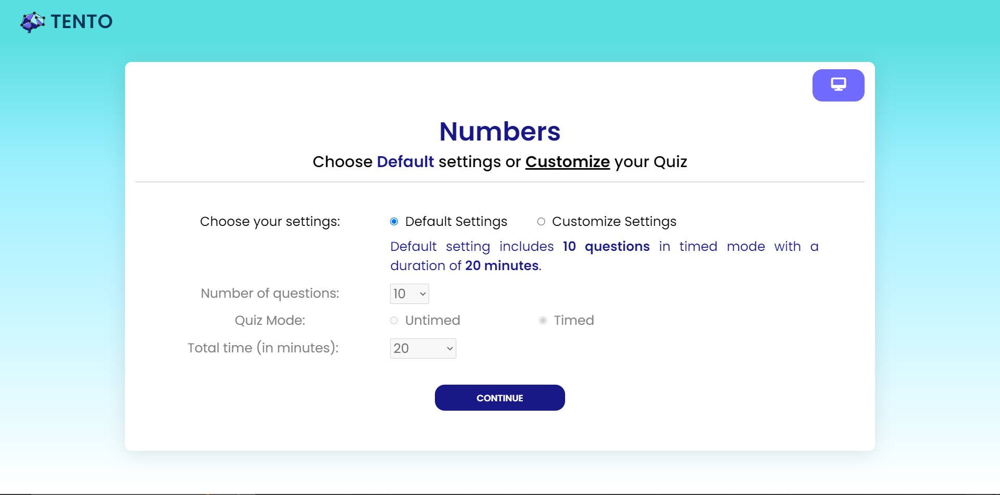 TENTO
Numbers
Choose Default settings or Customize your Quiz
Choose your settings: Default Settings Customize Settings
Default setting includes 10 questions in timed mode with a
duration of 20 minutes.
Number of questions: 10
Quiz Mode: Untimed Timed
Total time (in minutes): 20
CONTINUE